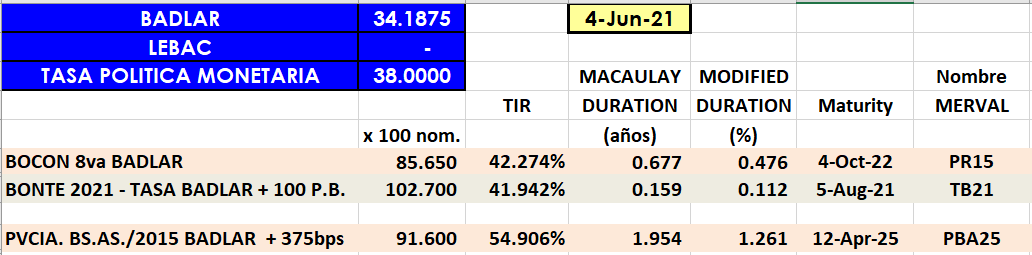 BADLAR 34.1875 4-Jun-21
LEBAC -
TASA POLITICA MONETARIA 38.0000 MACAULAY MODIFIED Nombre
TIR DURATION DURATION Maturity MERVAL
x 100 nom. (años) (%)
BOCON 8va BADLAR 85.650 42.274% 0.677 0.476 4-Oct-22 PR15
BONTE 2021 - TASA BADLAR + 100 P.B. 102.700 41.942% 0.159 0.112 5-Aug-21 TB21
PVCIA. BS.AS./2015 BADLAR + 375bps 91.600 54.906% 1.954 1.261 12-Apr-25 PBA25